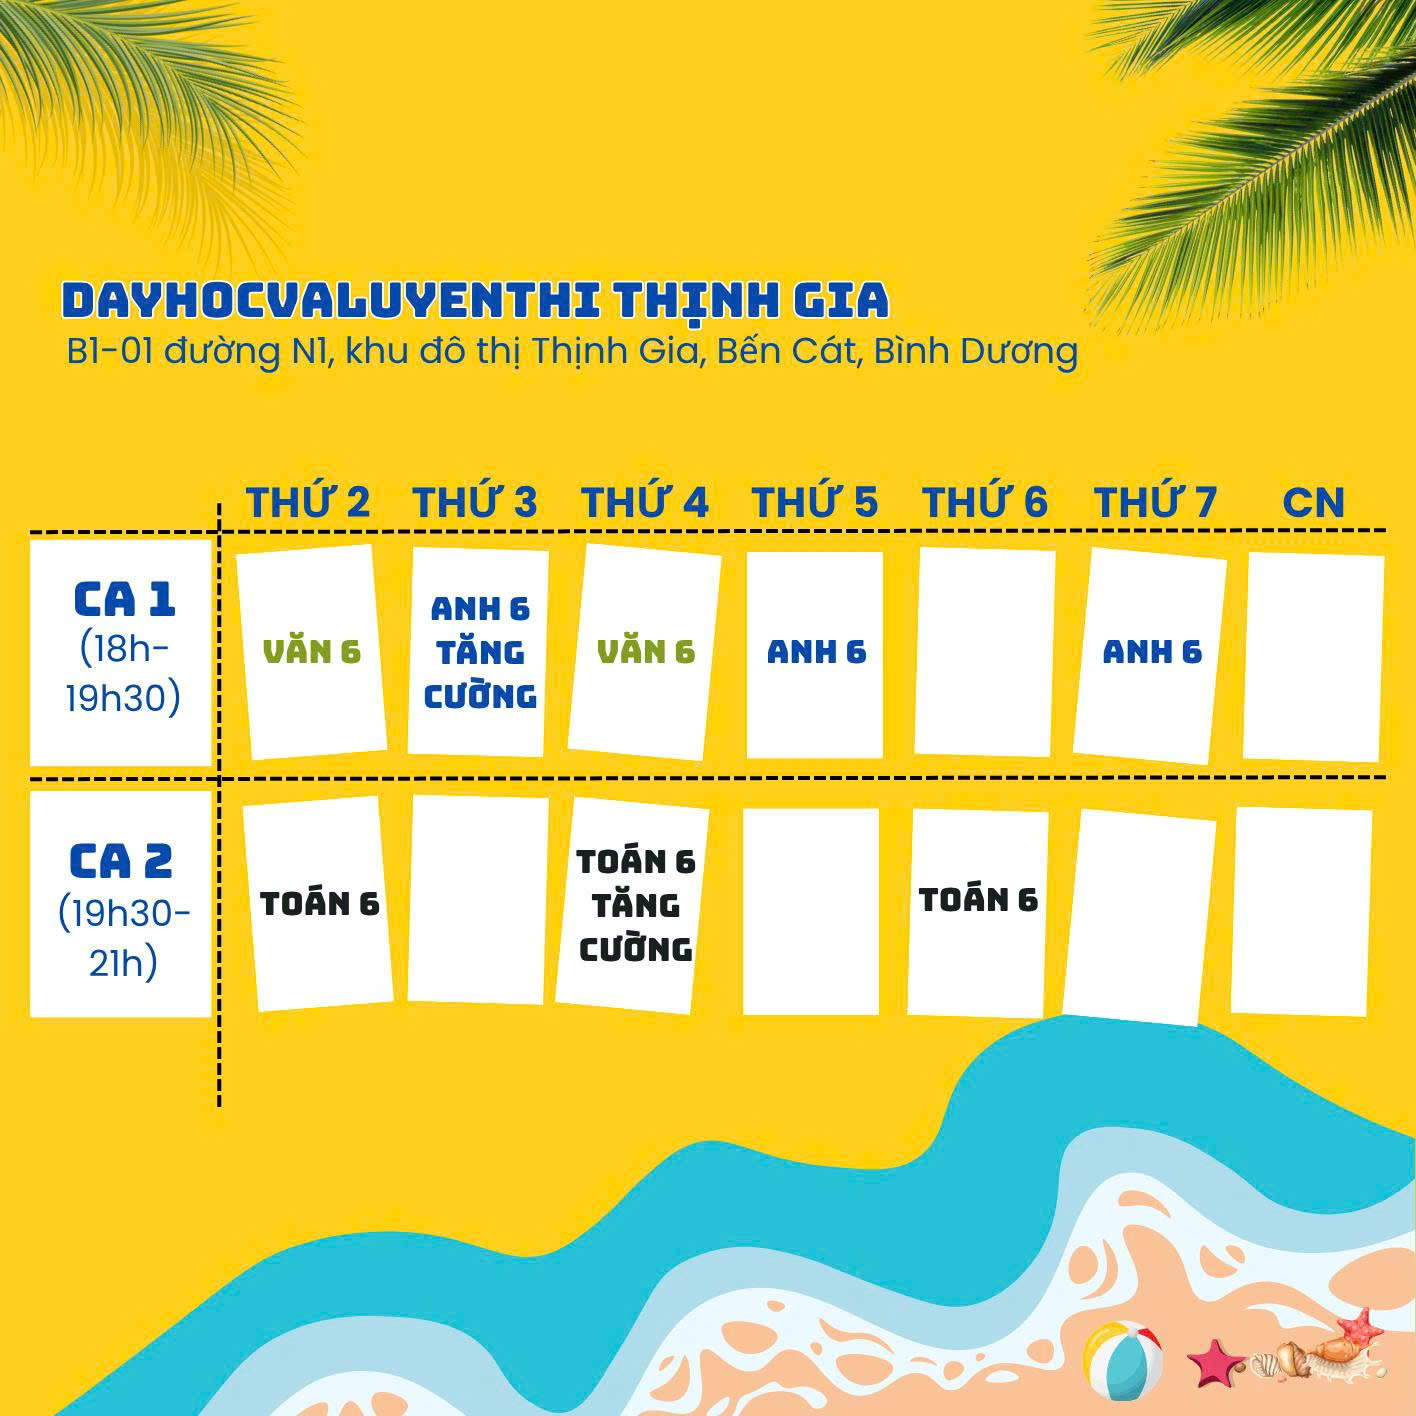 DAYHOCVALUYENTHI THỊNH GIA
B1-01 đường N1, khu đô thị Thịnh Gia, Bến Cát, Bình Dương
THỨ 2 THỨ 3 THỨ 4 THỨ 5 THỨ 6 THỨ 7 CN
CA 1
(18h-
19h30)
VĂN 6
ANH 6
TĂNG
CƯỜNG
VĂN 6
ANH 6
ANH 6
CA 2
(19h30-
21h)
TOÁN 6
TOÁN 6
TĂNG
CƯỜNG
TOÁN 6